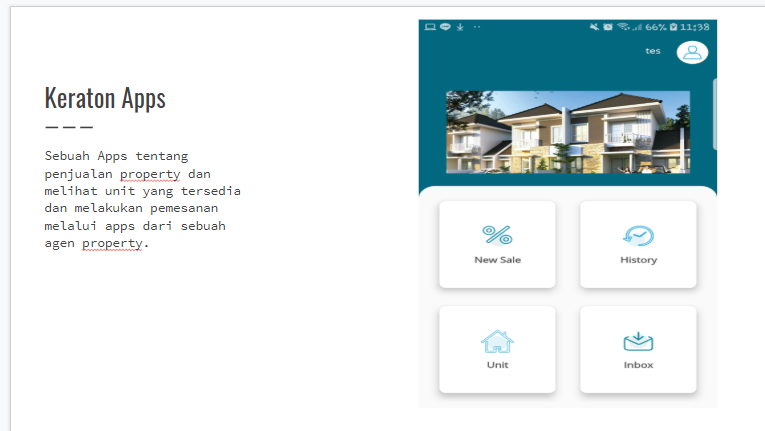 66% 11:38
tes
Keraton Apps
Sebuah Apps tentang
penjualan property dan
melihat unit yang tersedia
dan melakukan pemesanan
melalui apps dari sebuah
agen property.
New Sale
History
Unit
Inbox